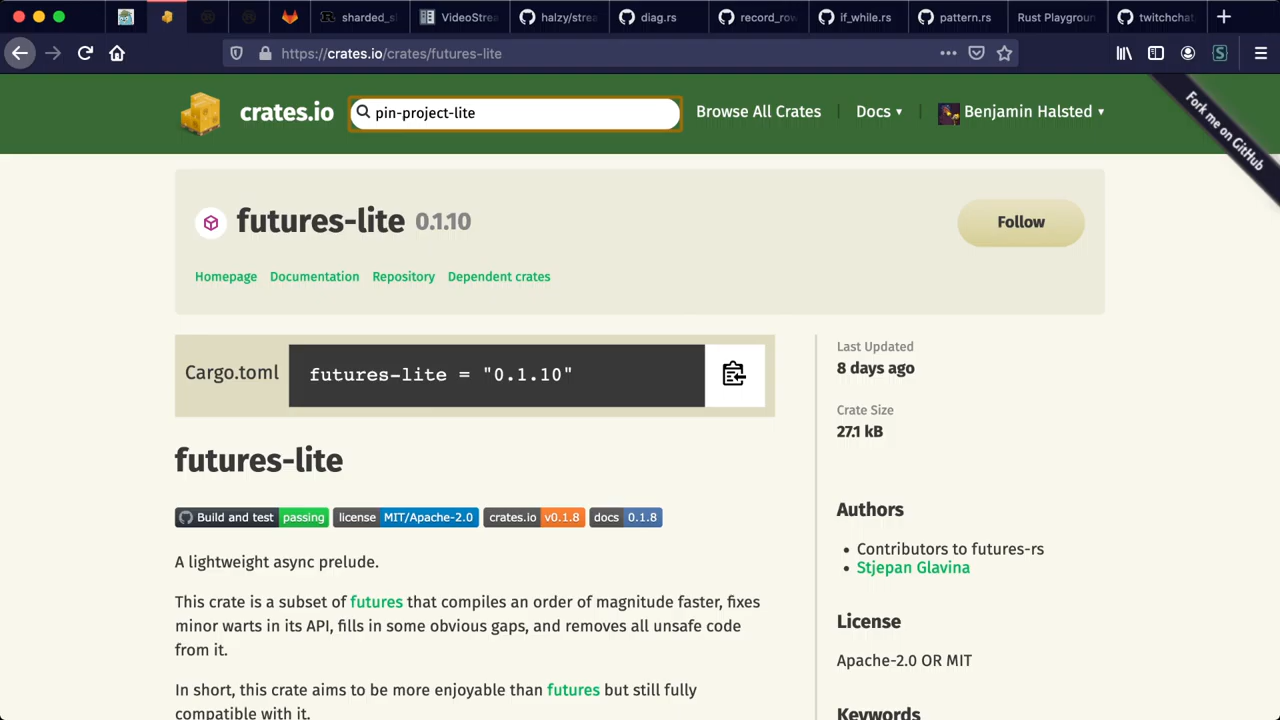 sharded_sl
VideoStrea
halzy/strea
diag.rs
record_row
if_while.rs
pattern.rs
Rust Playgroun
twitchchat
https://crates.io/crates/futures-lite
crates.io
pin-project-lite
Browse All Crates
Docs ▾
Benjamin Halsted ▾
Fork me on GitHub
futures-lite 0.1.10
Follow
Homepage Documentation Repository Dependent crates
Cargo.toml
futures-lite = "0.1.10"
Last Updated
8 days ago
Crate Size
27.1 kB
futures-lite
Build and test passing license MIT/Apache-2.0 crates.io v0.1.8 docs 0.1.8
A lightweight async prelude.
This crate is a subset of futures that compiles an order of magnitude faster, fixes
minor warts in its API, fills in some obvious gaps, and removes all unsafe code
from it.
In short, this crate aims to be more enjoyable than futures but still fully
compatible with it.
Authors
• Contributors to futures-rs
• Stjepan Glavina
License
Apache-2.0 OR MIT
Keywords